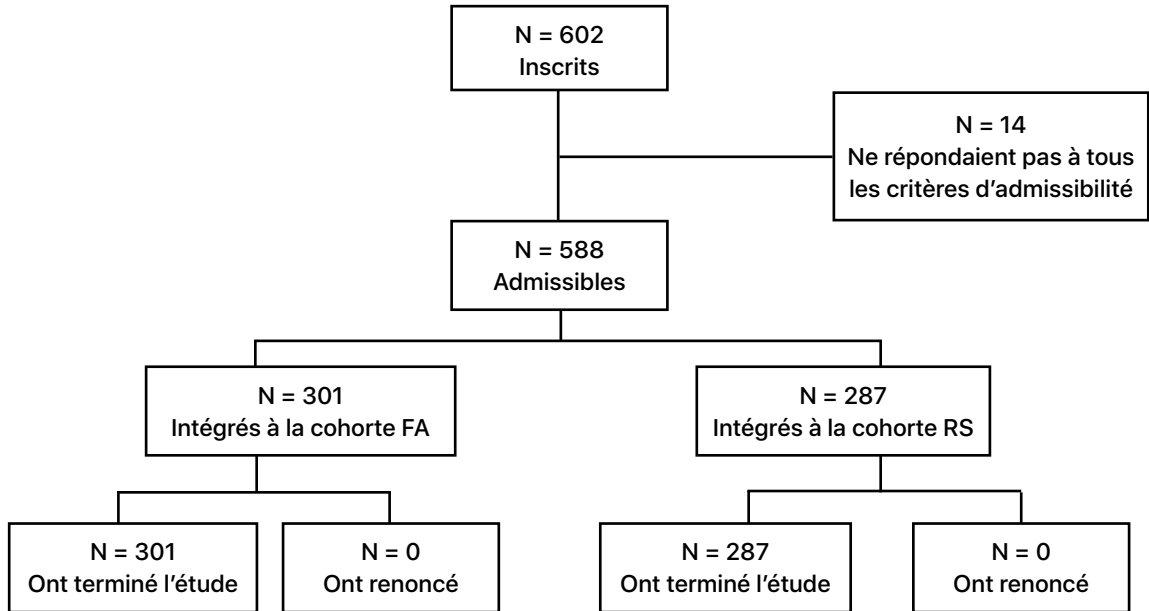 N = 602
Inscrits
N = 14
Ne répondaient pas à tous
les critères d’admissibilité
N = 588
Admissibles
N = 301
Intégrés à la cohorte FA
N = 287
Intégrés à la cohorte RS
N = 301
Ont terminé l’étude
N = 0
Ont renoncé
N = 287
Ont terminé l’étude
N = 0
Ont renoncé